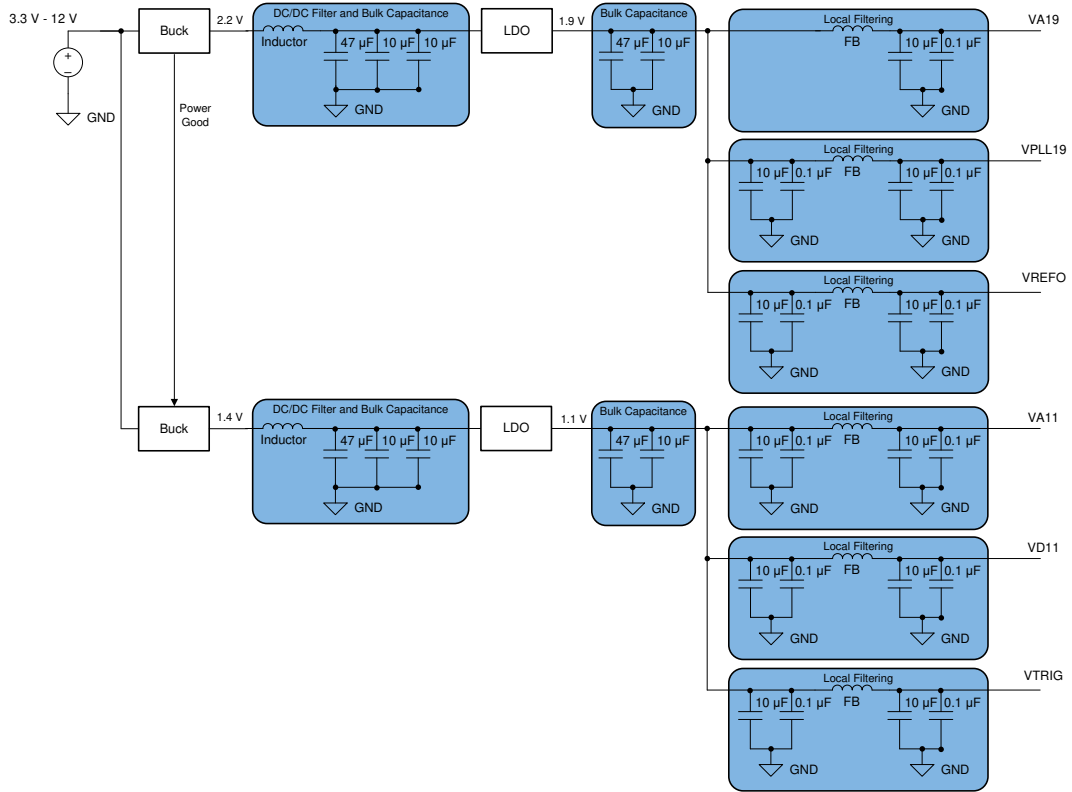 3.3 V - 12 V
GND
Buck
2.2 V
Power
Good
DC/DC Filter and Bulk Capacitance
Inductor
47 µF
10 µF
10 µF
GND
LDO
1.9 V
Bulk Capacitance
47 µF
10 µF
GND
Local Filtering
FB
10 µF
0.1 µF
GND
VA19
Local Filtering
10 µF
0.1 µF
FB
10 µF
0.1 µF
GND
GND
VPLL19
Local Filtering
10 µF
0.1 µF
FB
10 µF
0.1 µF
GND
GND
VREFO
Buck
1.4 V
DC/DC Filter and Bulk Capacitance
Inductor
47 µF
10 µF
10 µF
GND
LDO
1.1 V
Bulk Capacitance
47 µF
10 µF
GND
Local Filtering
10 µF
0.1 µF
FB
10 µF
0.1 µF
GND
GND
VA11
Local Filtering
10 µF
0.1 µF
FB
10 µF
0.1 µF
GND
GND
VD11
Local Filtering
10 µF
0.1 µF
FB
10 µF
0.1 µF
GND
GND
VTRIG